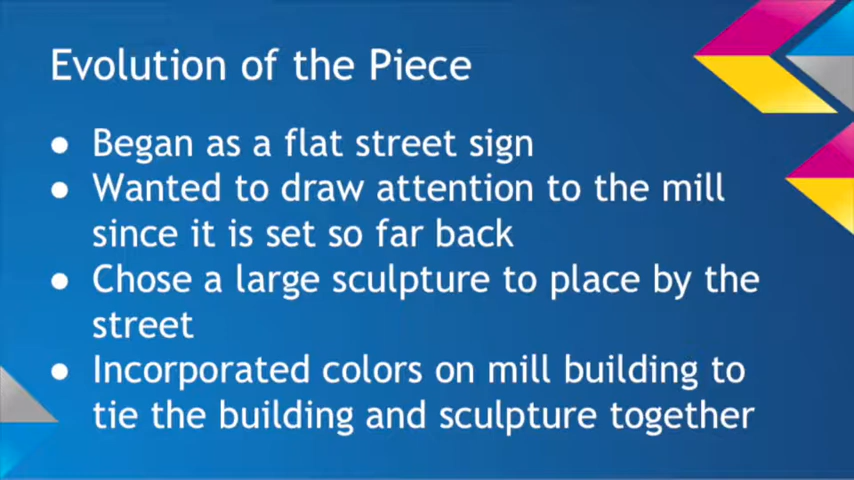 Evolution of the Piece
● Began as a flat street sign
● Wanted to draw attention to the mill
since it is set so far back
● Chose a large sculpture to place by the
street
● Incorporated colors on mill building to
tie the building and sculpture together